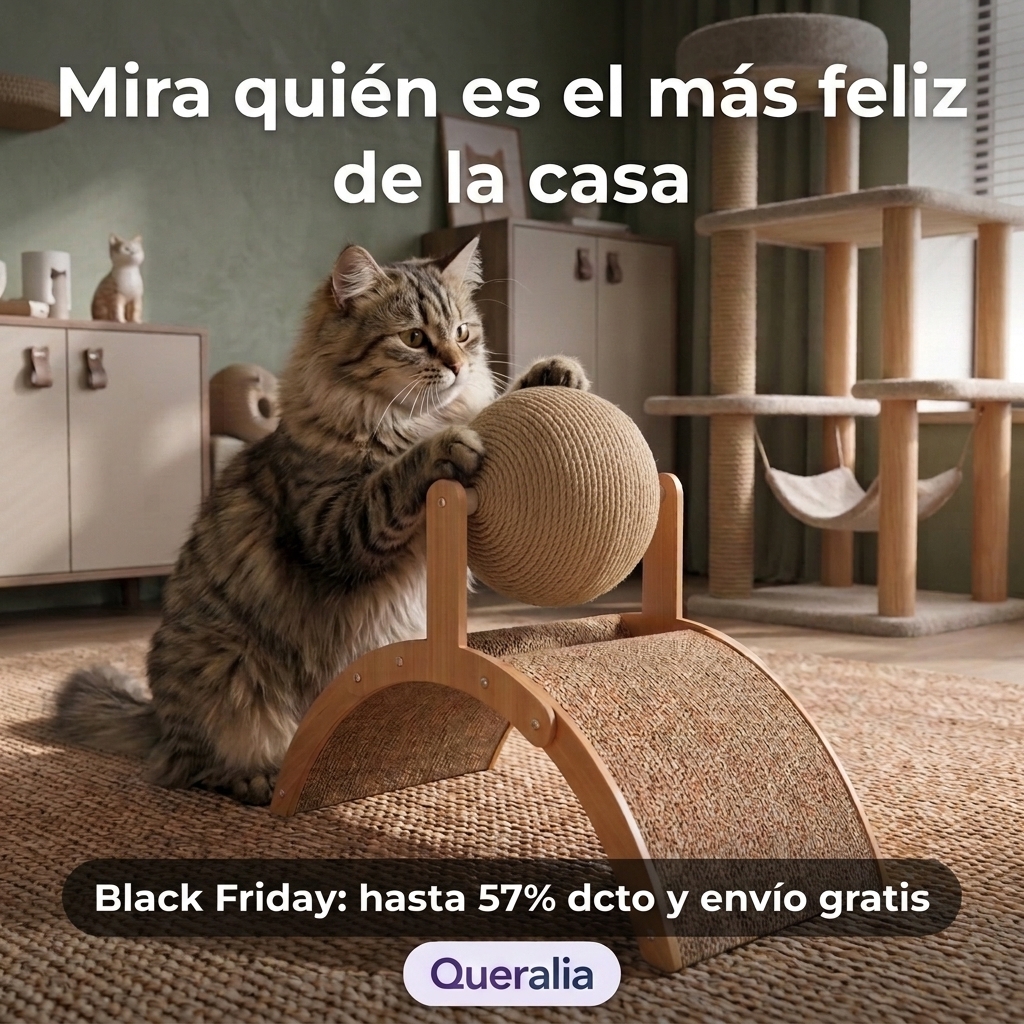 Mira quién es el más feliz
de la casa
Black Friday: hasta 57% dcto y envío gratis
Queralia